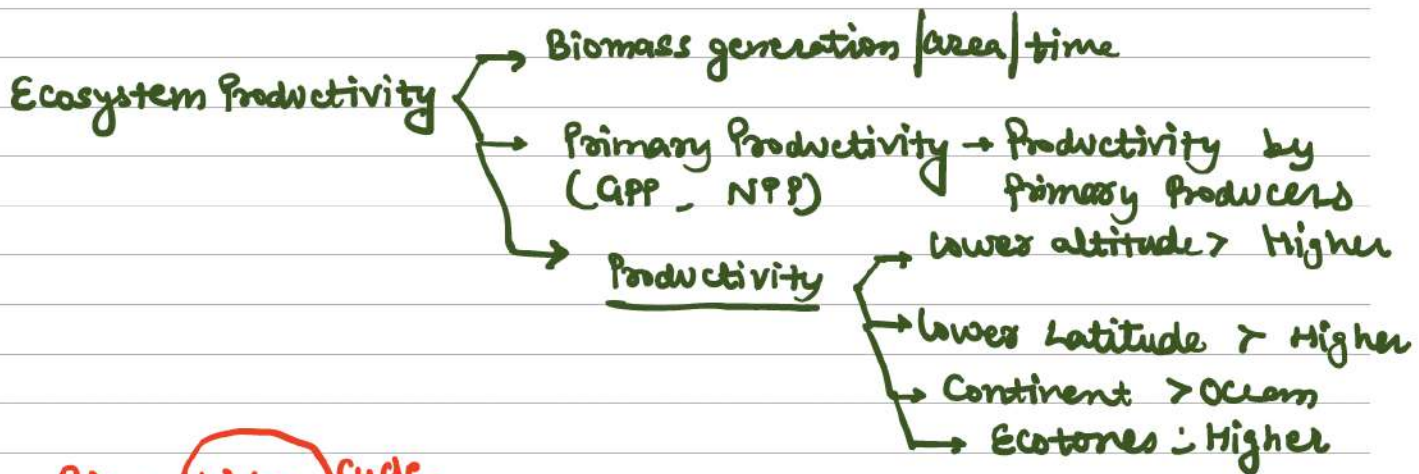 Biomass generation / area / time
Ecosystem Productivity
Primary Productivity → Productivity by
(GPP - NPP) Primary Producers
Lower altitude > Higher
Productivity
Lower Latitude > Higher
Continent > Ocean
Ecotones : Higher
Cycle